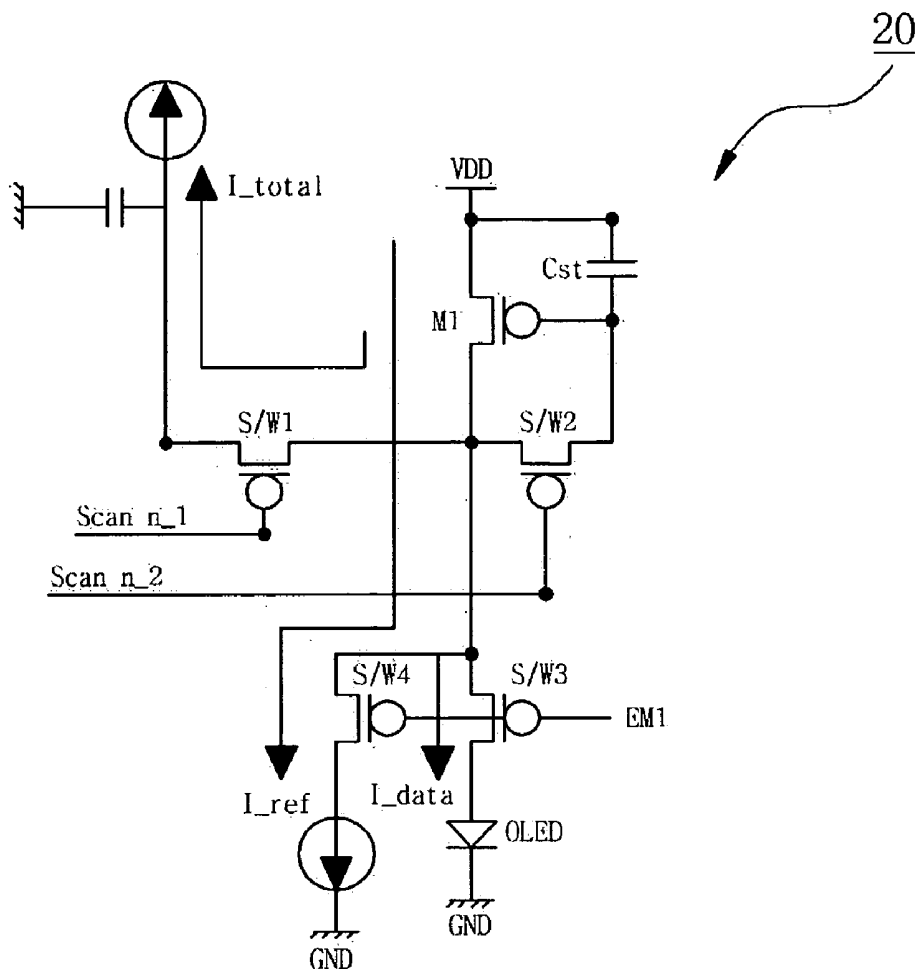 20
I_total
VDD
Cst
M1
S/W1
S/W2
Scan n_1
Scan n_2
S/W4
S/W3
EM1
I_ref
I_data
OLED
GND
GND